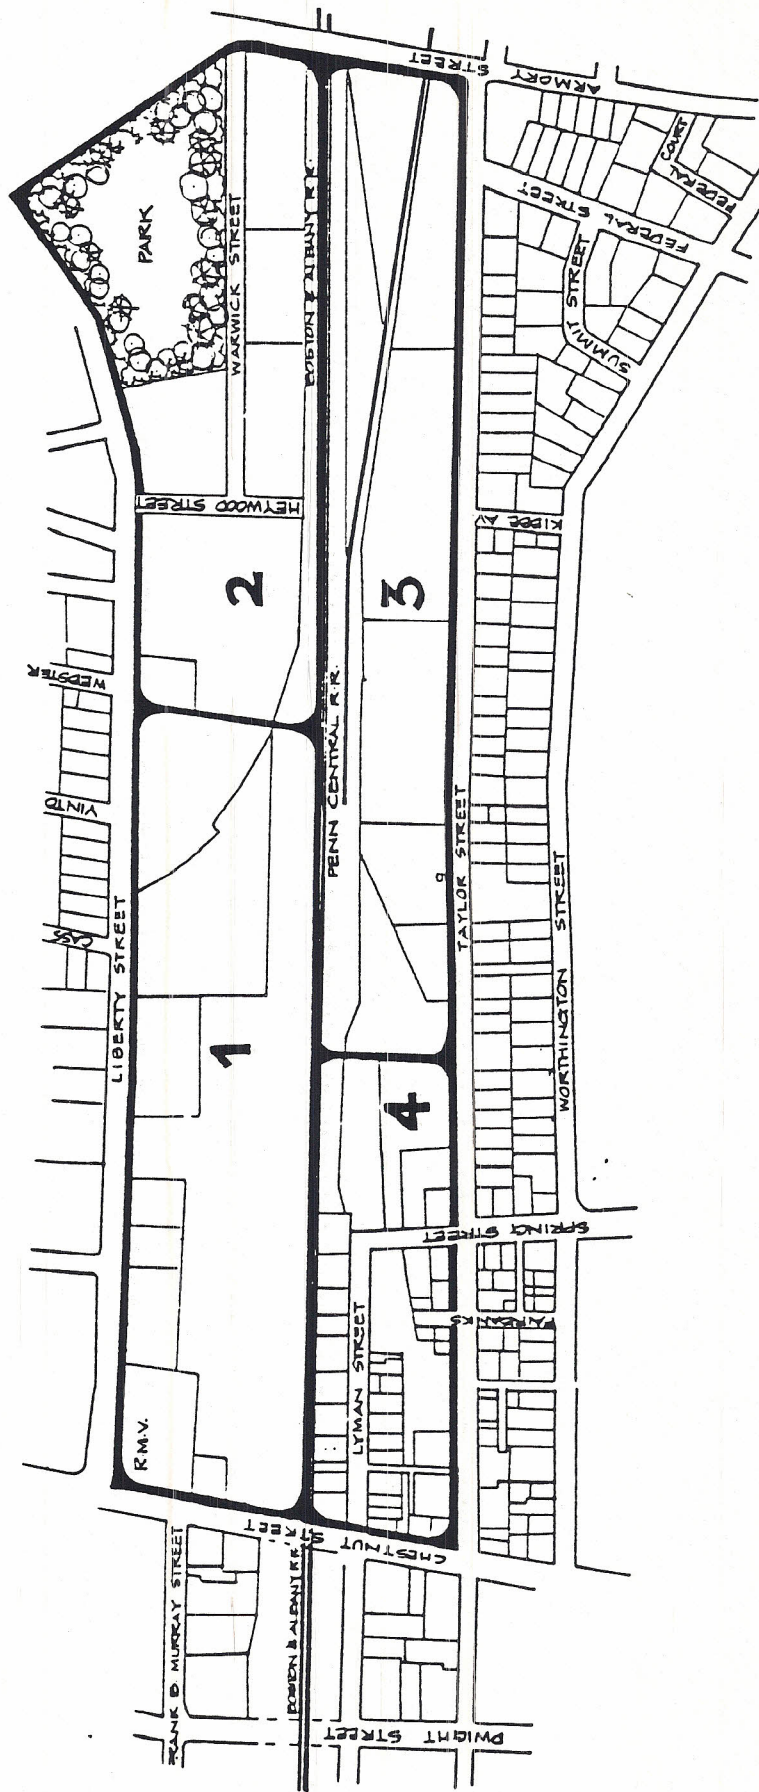 STREET
ARMORY
PARK
WARWICK STREET
BOSTON & ALBANY R.R.
FEDERAL COURT
FEDERAL STREET
SUMMIT STREET
HEYWOOD STREET
KIBBE AV
2
3
WEBSTER
VINTO
CASS
LIBERTY STREET
PENN CENTRAL R.R.
TAYLOR STREET
WORTHINGTON STREET
1
4
SPRING STREET
FAIRBANKS
LYMAN STREET
R.M.V.
CHESTNUT STREET
FRANK B. MURRAY STREET
BOSTON & ALBANY R.R.
DWIGHT STREET